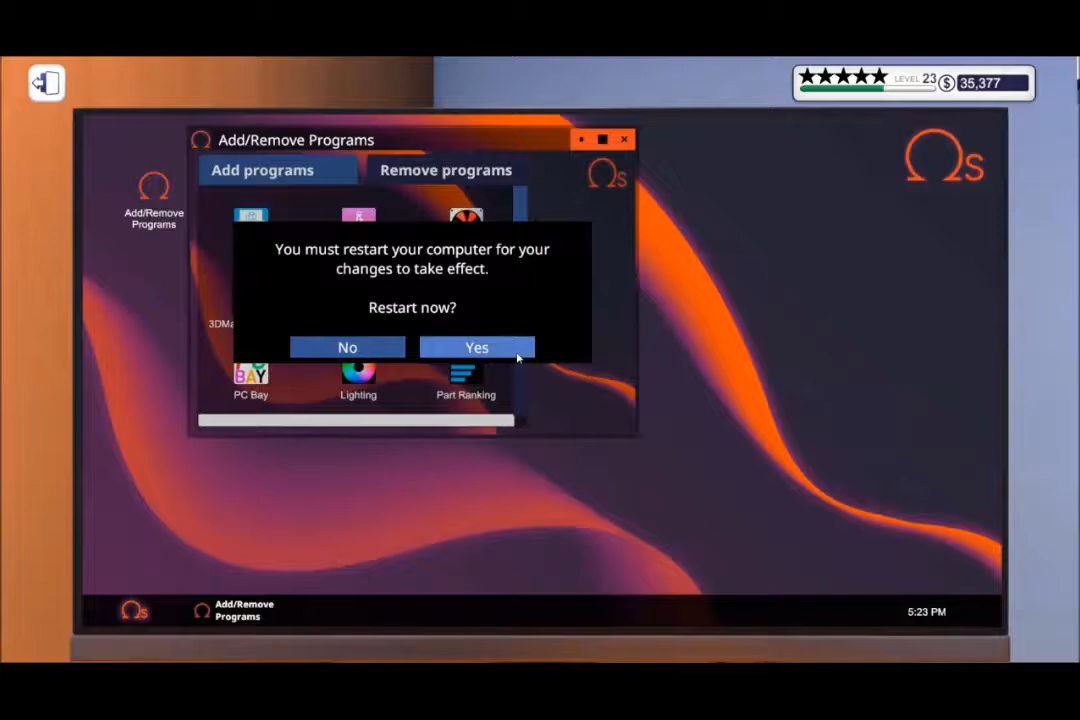 LEVEL 23
$ 35,377
Add/Remove Programs
Add programs
Remove programs
Add/Remove
Programs
You must restart your computer for your
changes to take effect.
Restart now?
3DMa
No
Yes
BAY
PC Bay
Lighting
Part Ranking
Ωs
Add/Remove
Programs
5:23 PM